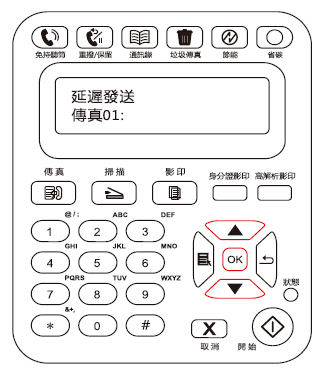 免持聽筒 重撥/保留 通訊錄 垃圾傳真 節能 省碳
延遲發送
傳真01:
傳真 掃描 影印 身分證影印 高解析影印
@/; ABC DEF
1 2 3
GHI JKL MNO
4 5 6 OK
PQRS TUV WXYZ
狀態
7 8 9
&+,
* 0 # X
取消 開始